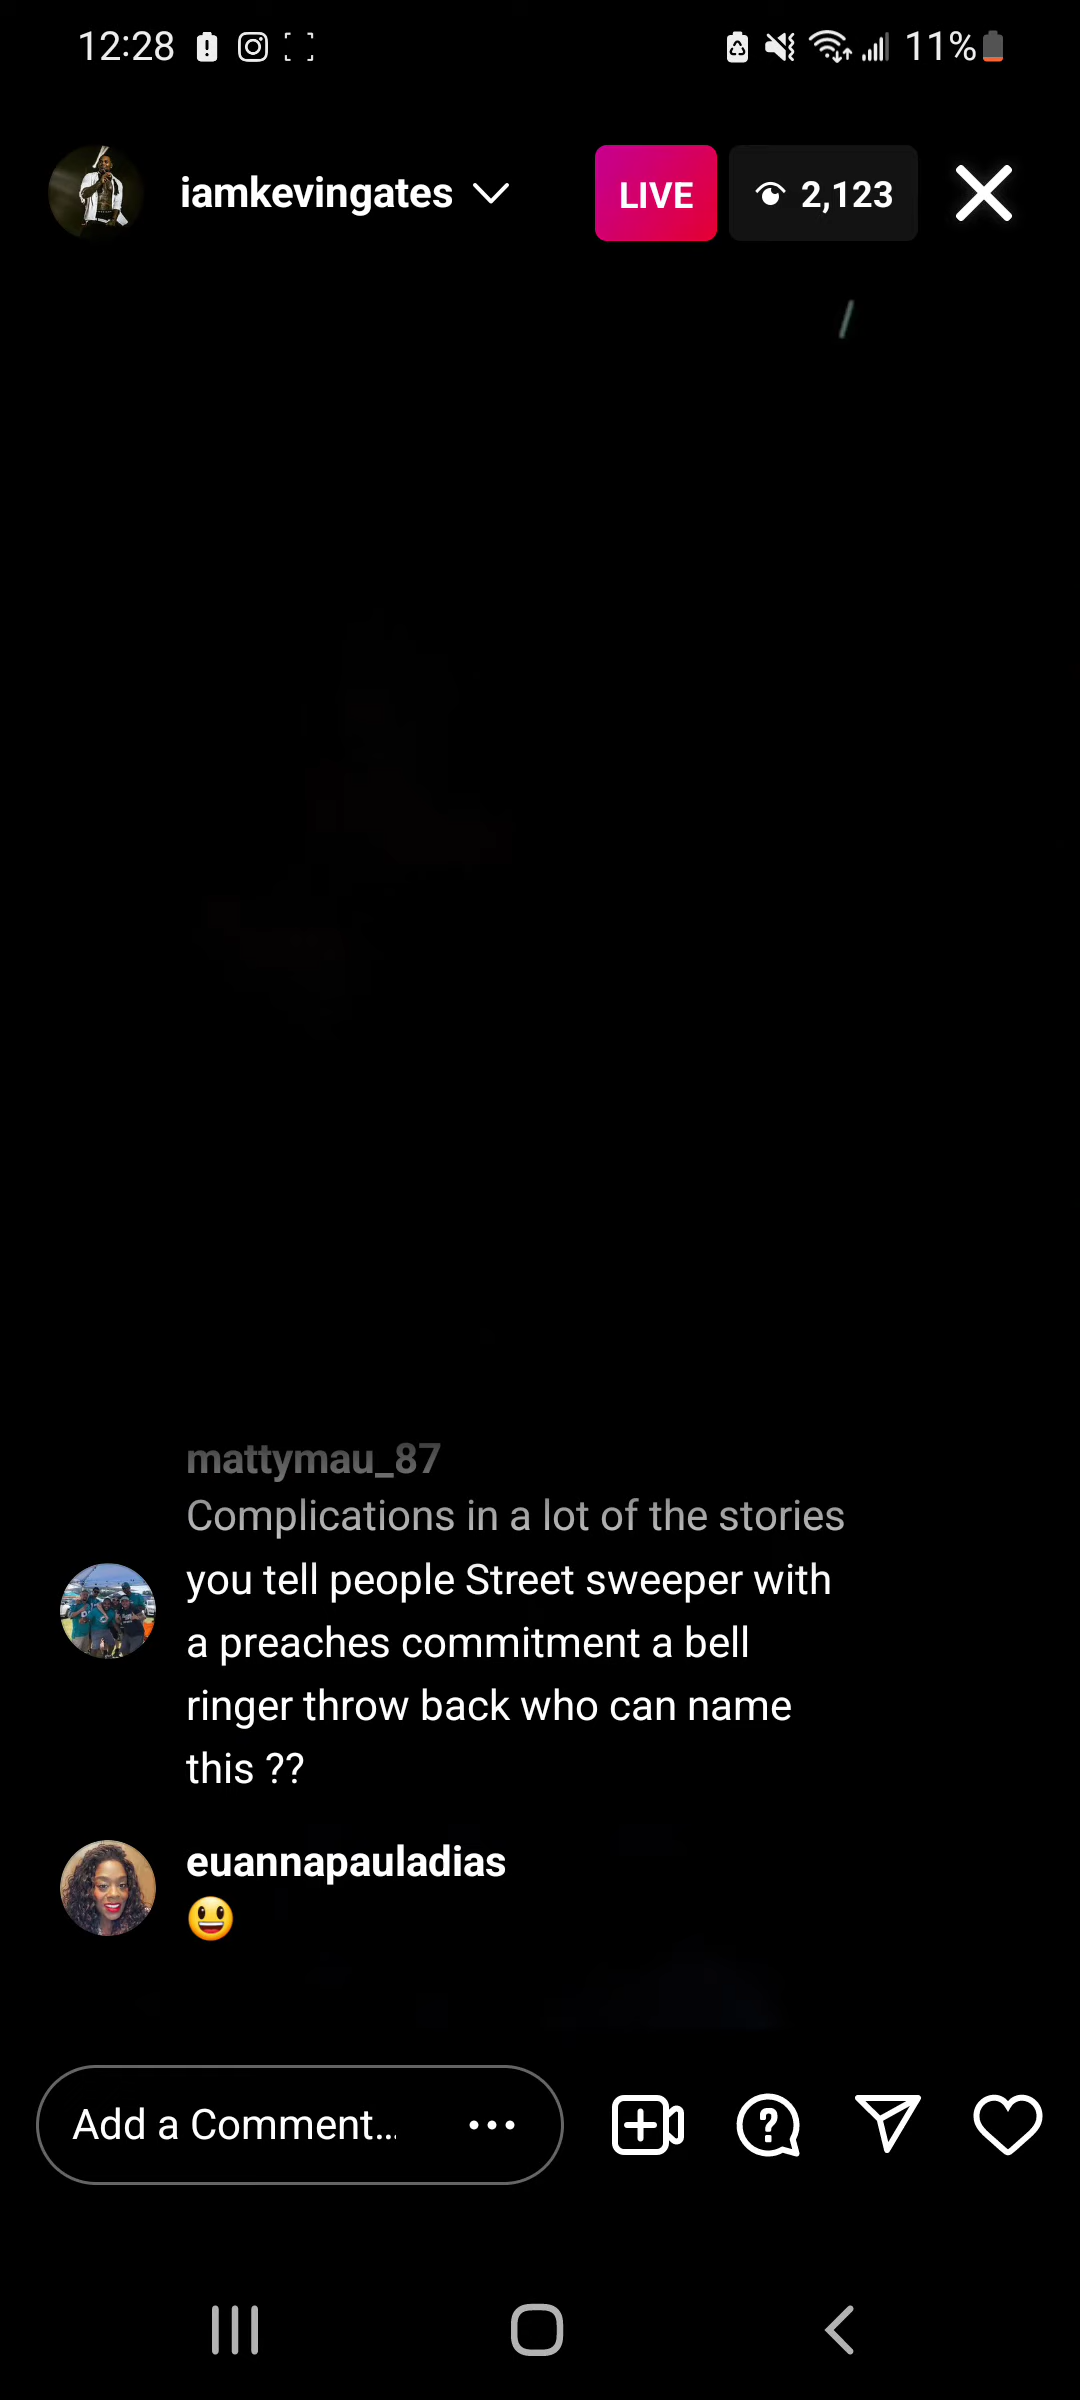 12:28
11%
iamkevingates
LIVE
2,123
mattymau_87
Complications in a lot of the stories
you tell people Street sweeper with
a preaches commitment a bell
ringer throw back who can name
this ??
euannapauladias
😃
Add a Comment...